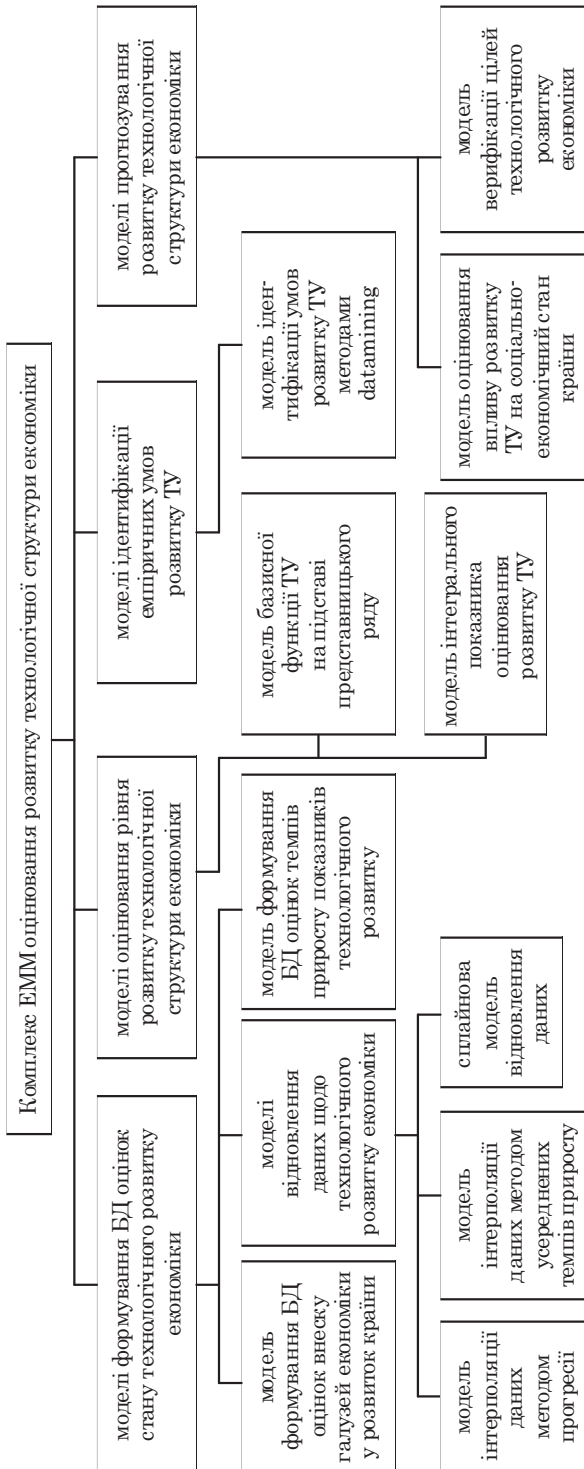 Комплекс ЕММ оцінювання розвитку технологічної структури економіки
моделі формування БД оцінок
стану технологічного розвитку
економіки
моделі оцінювання рівня
розвитку технологічної
структури економіки
моделі ідентифікації
емпіричних умов
розвитку ТУ
моделі прогнозування
розвитку технологічної
структури економіки
модель
формування БД
оцінок внеску
галузей економіки
у розвиток країни
моделі
відновлення
даних щодо
технологічного
розвитку економіки
модель формування
БД оцінок темпів
приросту показників
технологічного
розвитку
модель базисної
функції ТУ
на підставі
представницького
ряду
модель іден-
тифікації умов
розвитку ТУ
методами
datamining
модель
інтерполяції
даних
методом
прогресії
модель
інтерполяції
даних методом
усереднених
темпів приросту
сплайнова
модель
відновлення
даних
модель інтегрального
показника
оцінювання
розвитку ТУ
модель оцінювання
впливу розвитку
ТУ на соціально-
економічний стан
країни
модель
верифікації цілей
технологічного
розвитку
економіки